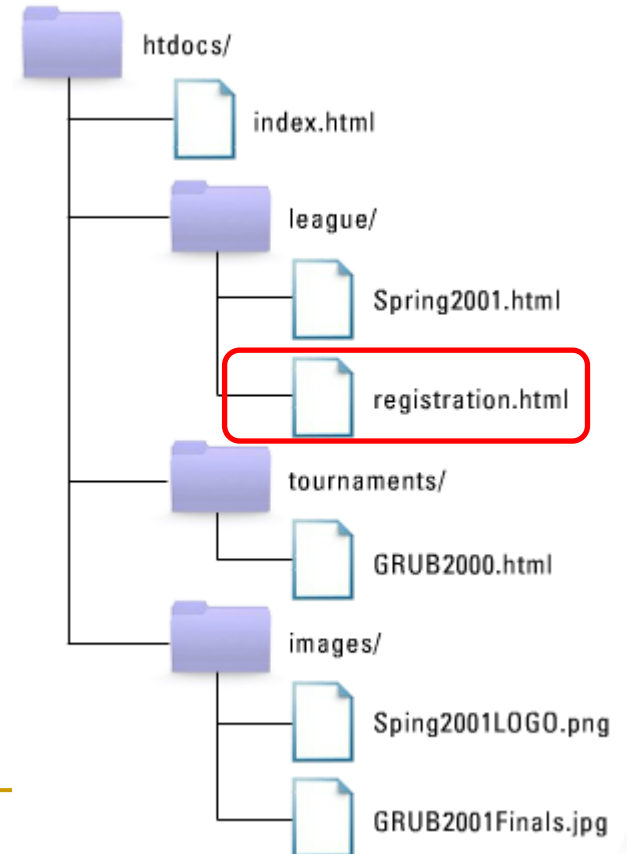 htdocs/
index.html
league/
Spring2001.html
registration.html
tournaments/
GRUB2000.html
images/
Sping2001LOGO.png
GRUB2001Finals.jpg